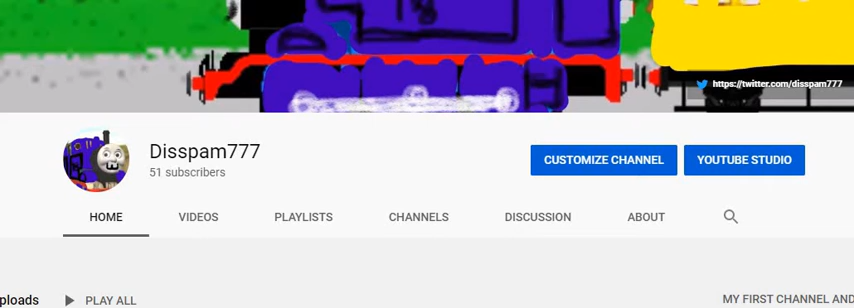 https://twitter.com/disspam777
Disspam777
51 subscribers
CUSTOMIZE CHANNEL
YOUTUBE STUDIO
HOME
VIDEOS
PLAYLISTS
CHANNELS
DISCUSSION
ABOUT
ploads
PLAY ALL
MY FIRST CHANNEL AND